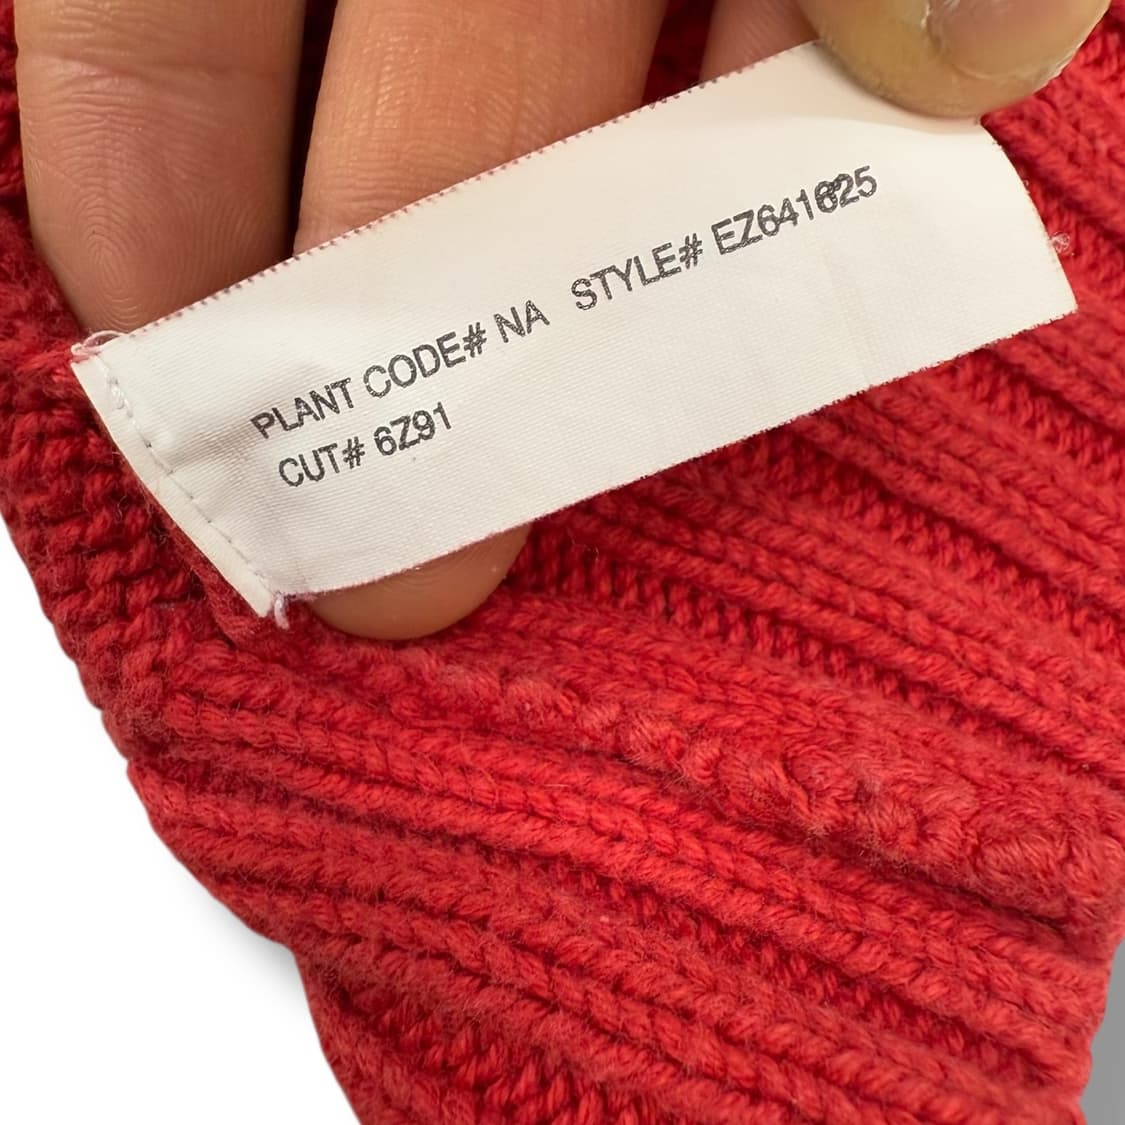 PLANT CODE# NA STYLE# EZ641625
CUT# 6Z91